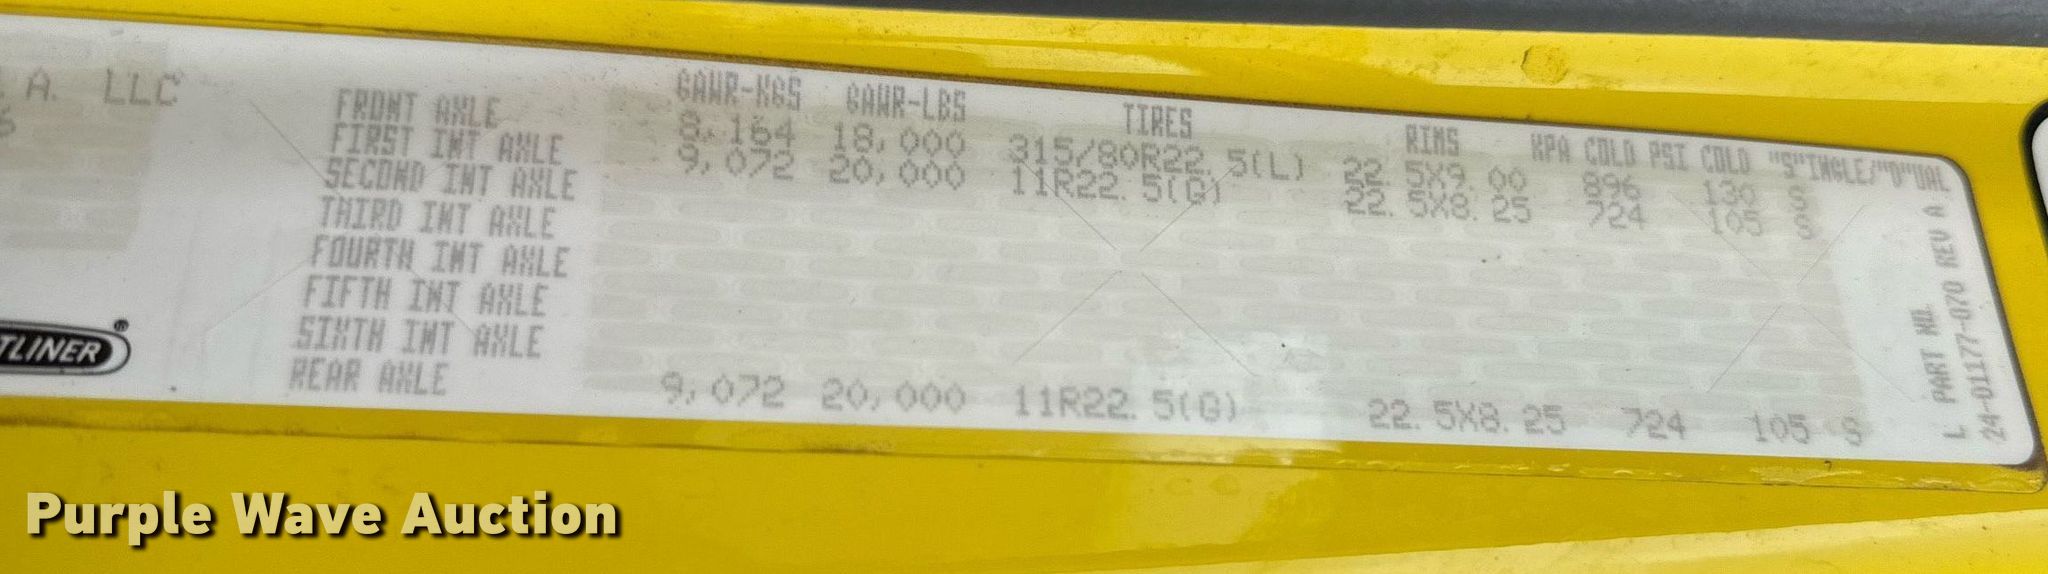 A. LLC
GAWR-KGS GAWR-LBS TIRES RIMS KPA COLD PSI COLD "S"INGLE/"D"UAL
FRONT AXLE 8,164 18,000 315/80R22.5(L) 22.5X9.00 896 130 S
FIRST INT AXLE 9,072 20,000 11R22.5(G) 22.5X8.25 724 105 S
SECOND INT AXLE
THIRD INT AXLE
FOURTH INT AXLE
FIFTH INT AXLE
SIXTH INT AXLE
REAR AXLE 9,072 20,000 11R22.5(G) 22.5X8.25 724 105 S
TLINER®
L PART NO.
24-01177-070 REV A
Purple Wave Auction